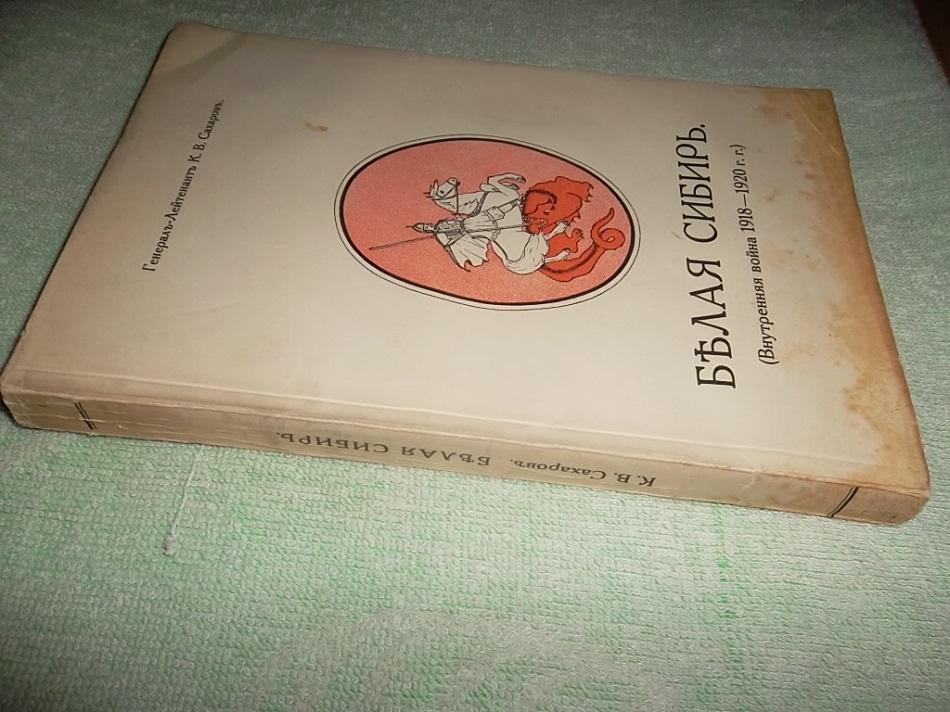 Генералъ-Лейтенантъ К. В. Сахаровъ.
БѢЛАЯ СИБИРЬ.
(Внутренняя война 1918—1920 г. г.)
К. В. Сахаровъ. БѢЛАЯ СИБИРЬ.